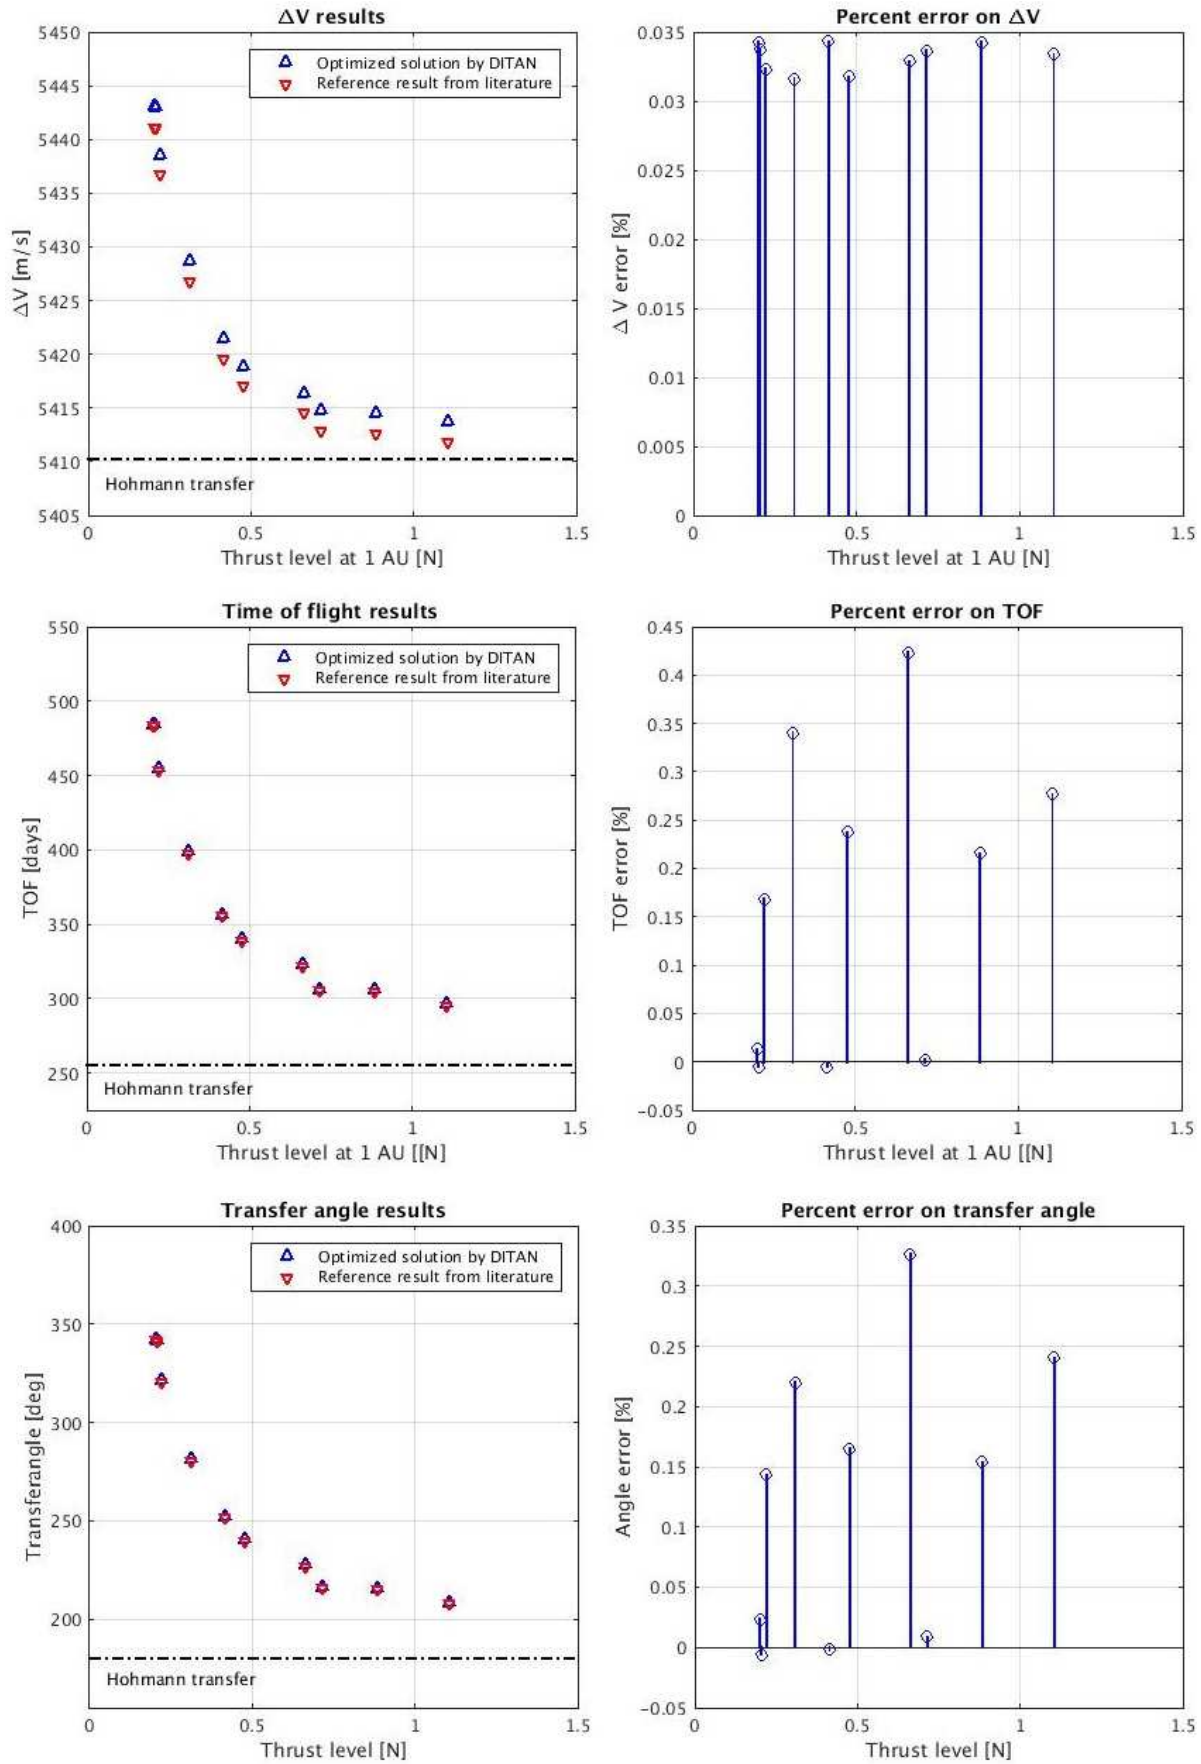 ΔV results
5450
5445
5440
5435
5430
5425
5420
5415
5410
5405
ΔV [m/s]
Optimized solution by DITAN
Reference result from literature
Hohmann transfer
0 0.5 1 1.5
Thrust level at 1 AU [N]
Percent error on ΔV
0.035
0.03
0.025
0.02
0.015
0.01
0.005
0
Δ V error [%]
0 0.5 1 1.5
Thrust level at 1 AU [N]
Time of flight results
550
500
450
400
350
300
250
TOF [days]
Optimized solution by DITAN
Reference result from literature
Hohmann transfer
0 0.5 1 1.5
Thrust level at 1 AU [[N]
Percent error on TOF
0.45
0.4
0.35
0.3
0.25
0.2
0.15
0.1
0.05
0
−0.05
TOF error [%]
0 0.5 1 1.5
Thrust level at 1 AU [N]
Transfer angle results
400
350
300
250
200
Transferangle [deg]
Optimized solution by DITAN
Reference result from literature
Hohmann transfer
0 0.5 1 1.5
Thrust level [N]
Percent error on transfer angle
0.35
0.3
0.25
0.2
0.15
0.1
0.05
0
−0.05
Angle error [%]
0 0.5 1 1.5
Thrust level [N]